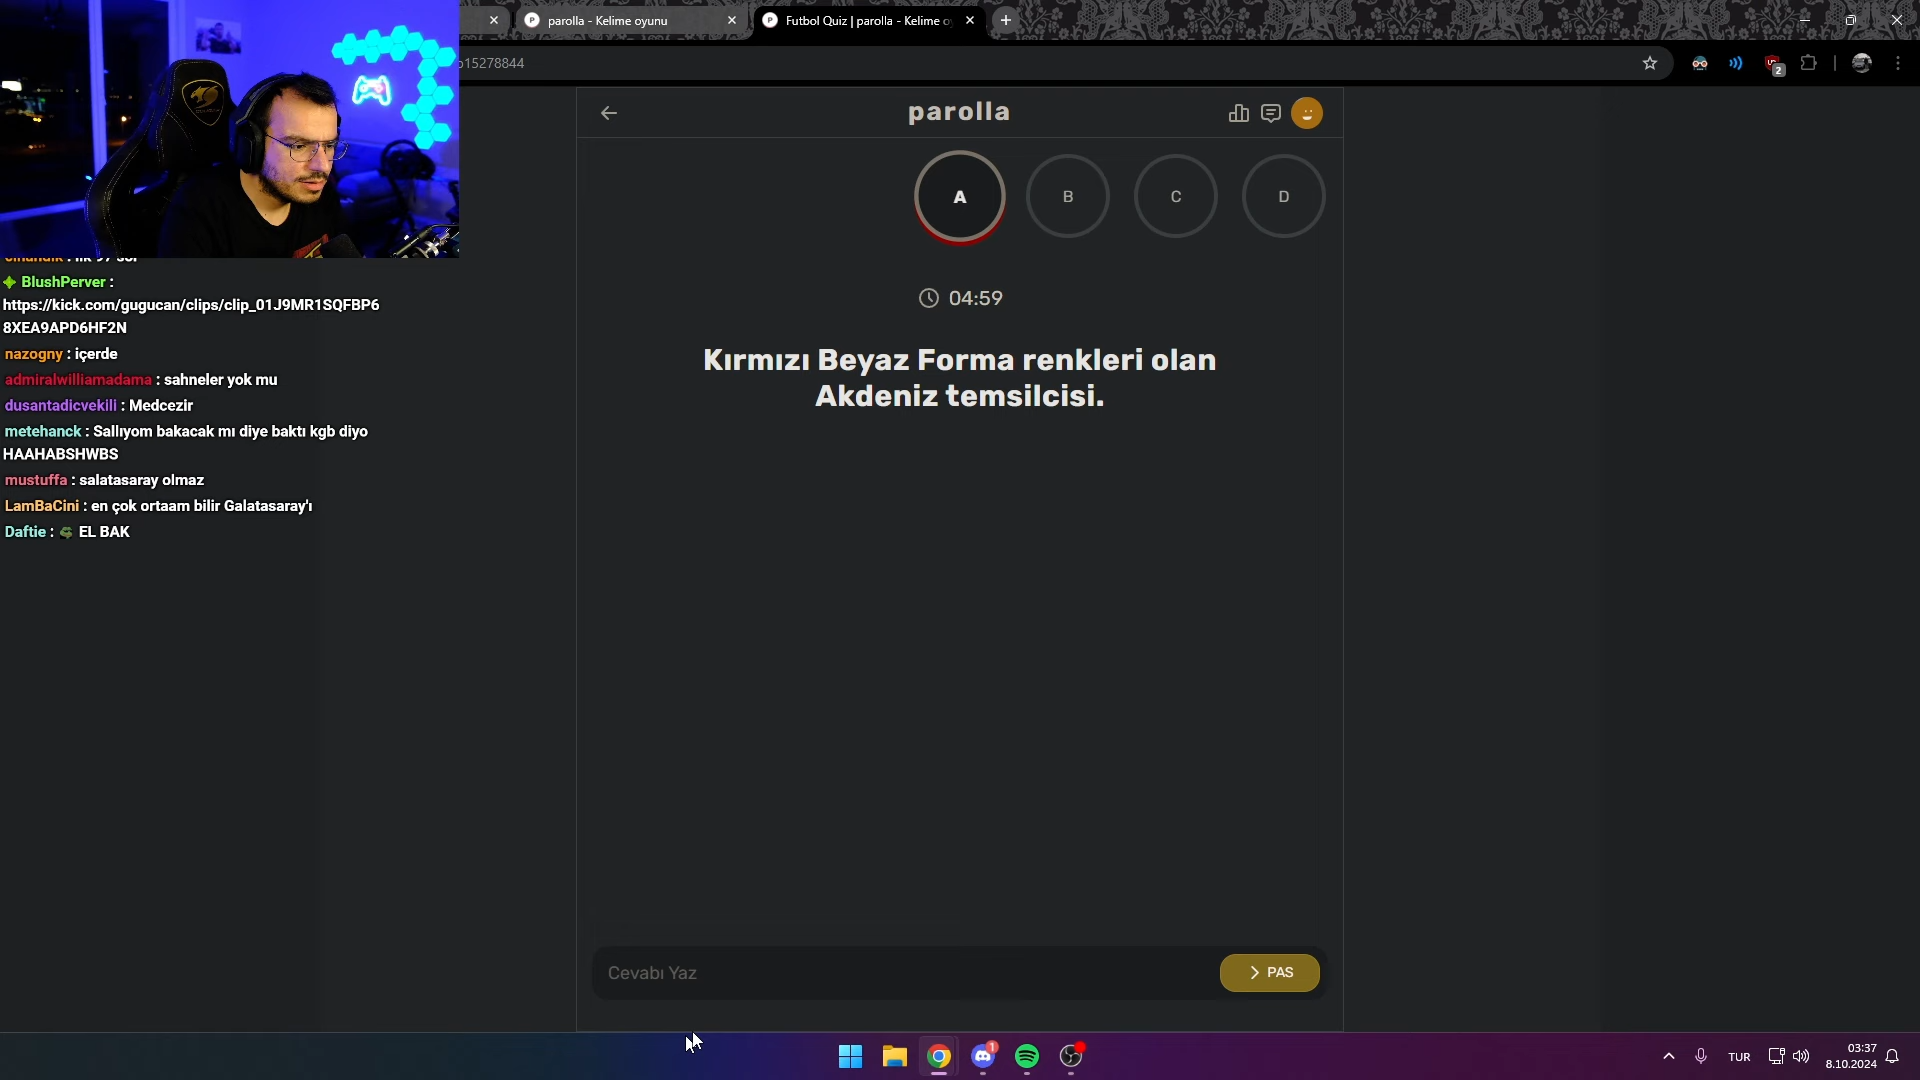 parolla - Kelime oyunu
Futbol Quiz | parolla - Kelime o
15278844
parolla
A
B
C
D
04:59
Kırmızı Beyaz Forma renkleri olan
Akdeniz temsilcisi.
BlushPerver :
https://kick.com/gugucan/clips/clip_01J9MR1SQFBP6
8XEA9APD6HF2N
nazogny : içerde
admiralwilliamadama : sahneler yok mu
dusantadicvekili : Medcezir
metehanck : Sallıyom bakacak mı diye baktı kgb diyo
HAAHABSHWBS
mustuffa : salatasaray olmaz
LamBaCini : en çok ortaam bilir Galatasaray'ı
Daftie : EL BAK
Cevabı Yaz
PAS
2
1
TUR
03:37
8.10.2024